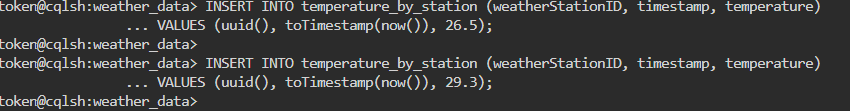 token@cqlsh:weather_data> INSERT INTO temperature_by_station (weatherStationID, timestamp, temperature)
... VALUES (uuid(), toTimestamp(now()), 26.5);
token@cqlsh:weather_data>
token@cqlsh:weather_data> INSERT INTO temperature_by_station (weatherStationID, timestamp, temperature)
... VALUES (uuid(), toTimestamp(now()), 29.3);
token@cqlsh:weather_data>